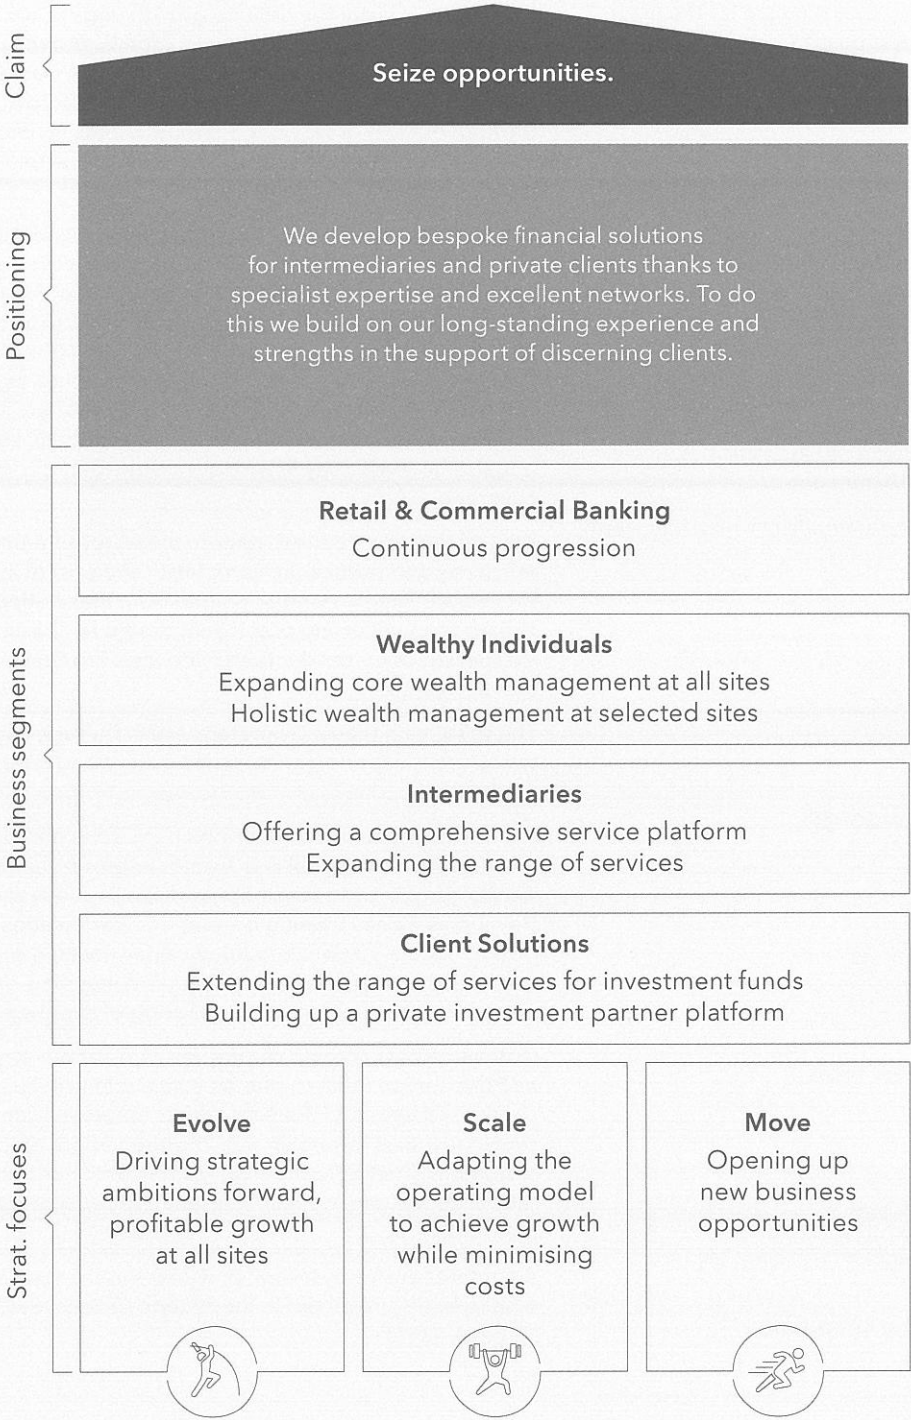 Claim
Seize opportunities.
Positioning
We develop bespoke financial solutions
for intermediaries and private clients thanks to
specialist expertise and excellent networks. To do
this we build on our long-standing experience and
strengths in the support of discerning clients.
Business segments
Retail & Commercial Banking
Continuous progression
Wealthy Individuals
Expanding core wealth management at all sites
Holistic wealth management at selected sites
Intermediaries
Offering a comprehensive service platform
Expanding the range of services
Client Solutions
Extending the range of services for investment funds
Building up a private investment partner platform
Strat. focuses
Evolve
Driving strategic
ambitions forward,
profitable growth
at all sites
Scale
Adapting the
operating model
to achieve growth
while minimising
costs
Move
Opening up
new business
opportunities